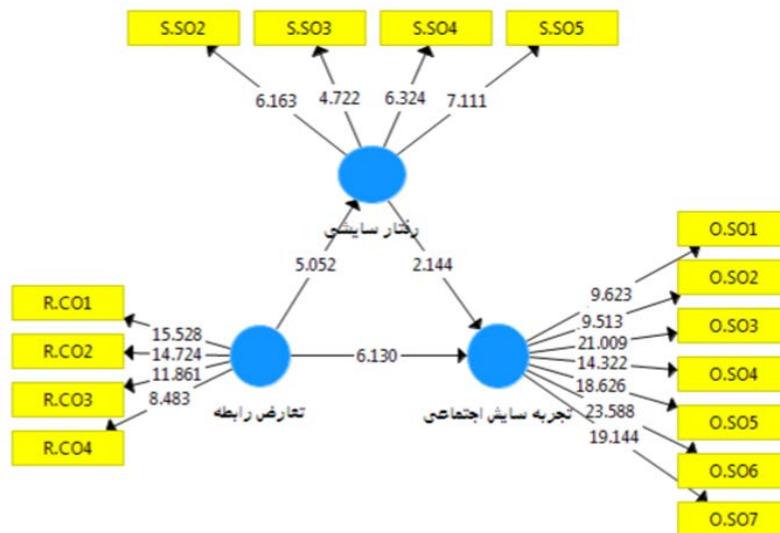 S.SO2 S.SO3 S.SO4 S.SO5
6.163 4.722 6.324 7.111
رفتار سایشی
5.052 2.144
R.CO1
R.CO2
R.CO3
R.CO4
15.528
14.724
11.861
8.483
تعارض رابطه
6.130
تجربه سایش اجتماعی
9.623
9.513
21.009
14.322
18.626
23.588
19.144
O.SO1
O.SO2
O.SO3
O.SO4
O.SO5
O.SO6
O.SO7